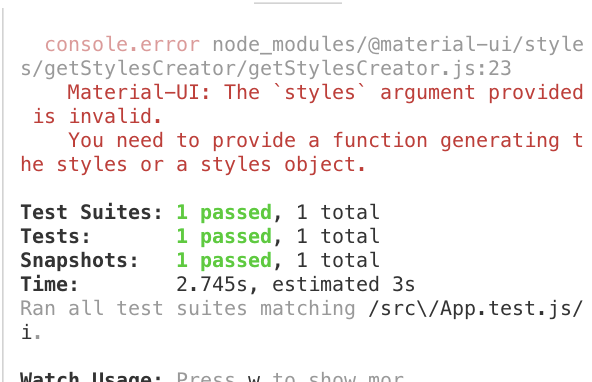 console.error node_modules/@material-ui/style
s/getStylesCreator/getStylesCreator.js:23
Material-UI: The `styles` argument provided
is invalid.
You need to provide a function generating t
he styles or a styles object.
Test Suites: 1 passed, 1 total
Tests: 1 passed, 1 total
Snapshots: 1 passed, 1 total
Time: 2.745s, estimated 3s
Ran all test suites matching /src\/App.test.js/
i.
Watch Usage: Press w to show mor